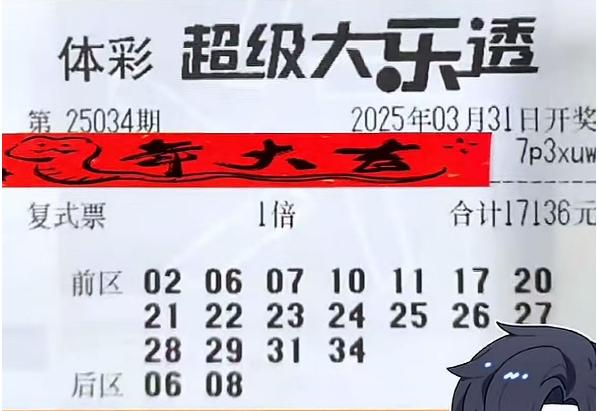 体彩 超级大乐透
第 25034期 2025年03月31日开奖
年大吉 7p3xuw
复式票 1倍 合计17136元
前区 02 06 07 10 11 17 20
21 22 23 24 25 26 27
28 29 31 34
后区 06 08